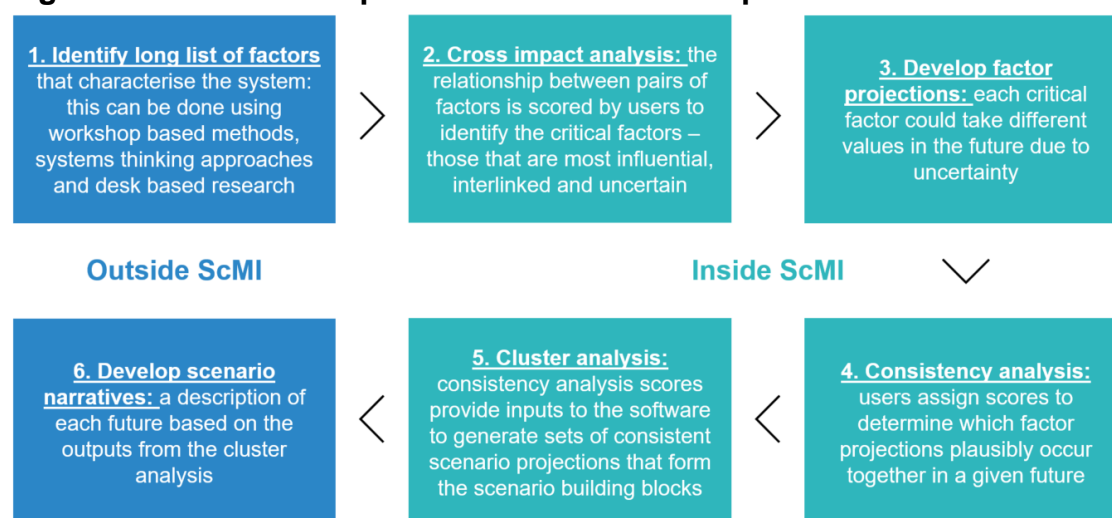 1. Identify long list of factors
that characterise the system:
this can be done using
workshop based methods,
systems thinking approaches
and desk based research
2. Cross impact analysis: the
relationship between pairs of
factors is scored by users to
identify the critical factors –
those that are most influential,
interlinked and uncertain
3. Develop factor
projections: each critical
factor could take different
values in the future due to
uncertainty
Outside ScMI
Inside ScMI
4. Consistency analysis:
users assign scores to
determine which factor
projections plausibly occur
together in a given future
5. Cluster analysis:
consistency analysis scores
provide inputs to the software
to generate sets of consistent
scenario projections that form
the scenario building blocks
6. Develop scenario
narratives: a description of
each future based on the
outputs from the cluster
analysis